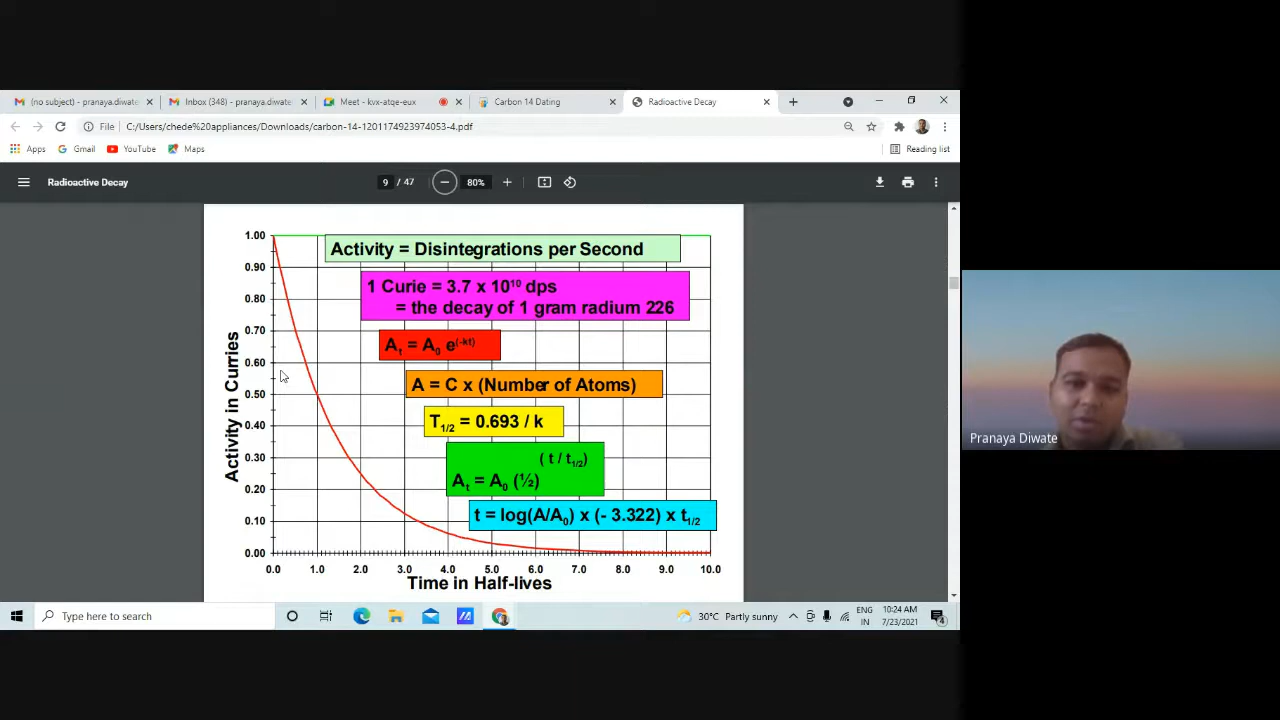 (no subject) - pranaya.diwate
Inbox (348) - pranaya.diwate
Meet - kvx-atqe-eux
Carbon 14 Dating
Radioactive Decay
File
C:/Users/chede%20appliances/Downloads/carbon-14-1201174923974053-4.pdf
Apps
Gmail
YouTube
Maps
Reading list
Radioactive Decay
9 / 47
80%
Activity in Curries
1.00
0.90
0.80
0.70
0.60
0.50
0.40
0.30
0.20
0.10
0.00
Activity = Disintegrations per Second
1 Curie = 3.7 x 10¹⁰ dps
= the decay of 1 gram radium 226
Aₜ = A₀ e⁽⁻ᵏᵗ⁾
A = C x (Number of Atoms)
T₁/₂ = 0.693 / k
( t / t₁/₂)
Aₜ = A₀ (½)
t = log(A/A₀) x (- 3.322) x t₁/₂
0.0 1.0 2.0 3.0 4.0 5.0 6.0 7.0 8.0 9.0 10.0
Time in Half-lives
Pranaya Diwate
Type here to search
30°C Partly sunny
ENG
IN
10:24 AM
7/23/2021
4